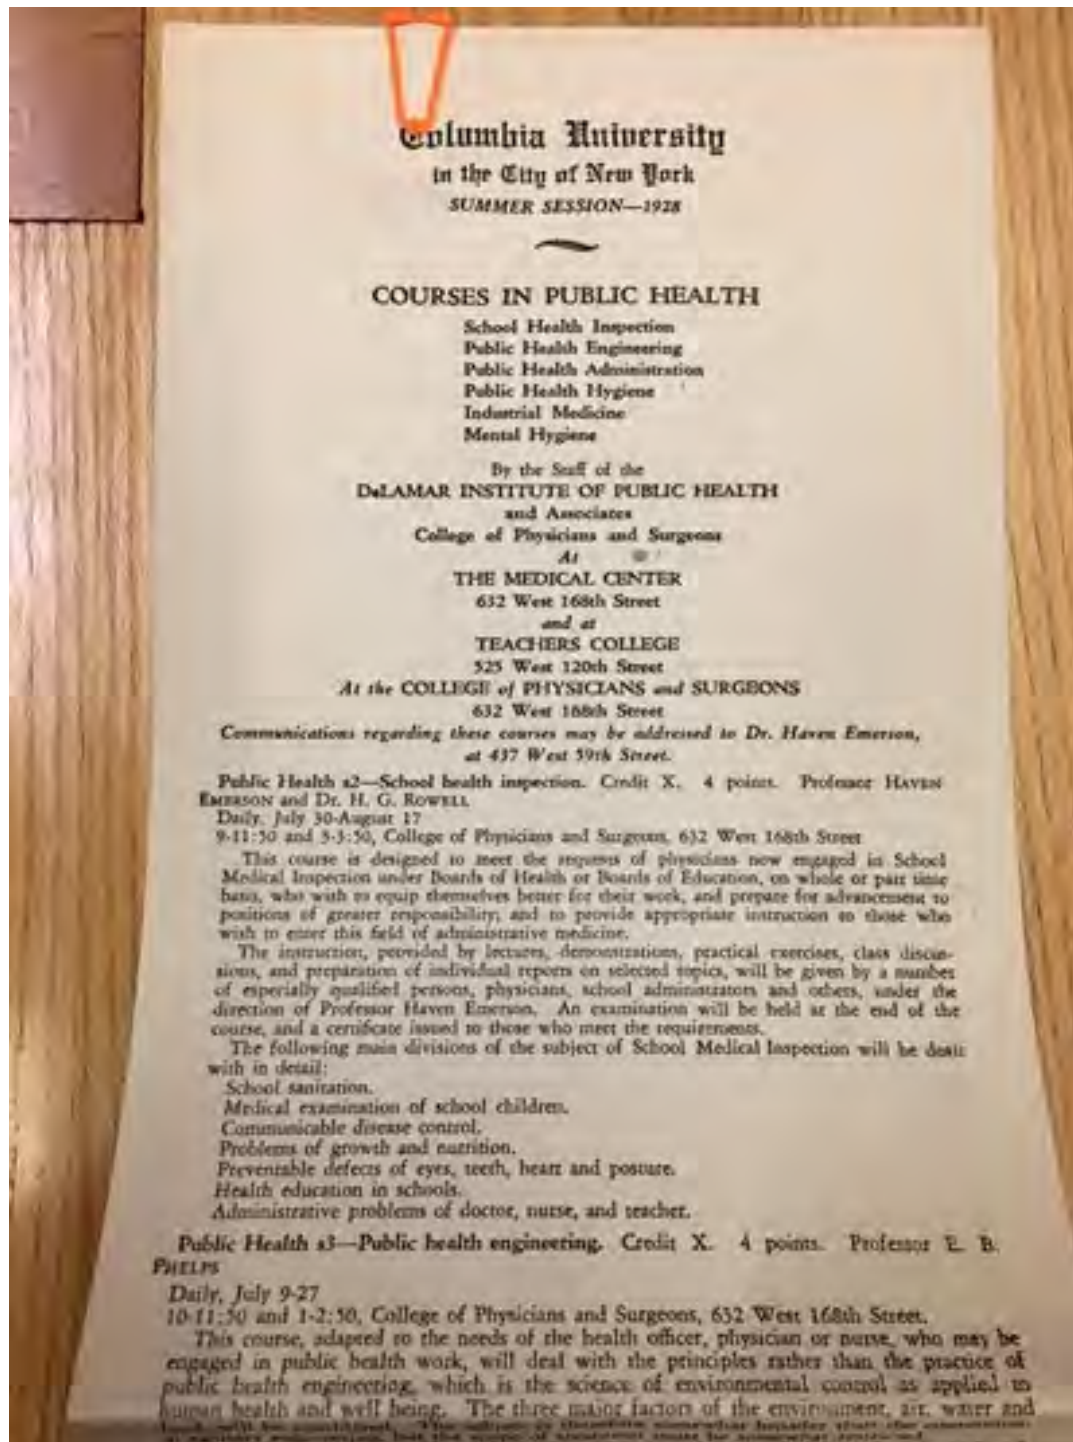 Columbia University
in the City of New York
SUMMER SESSION—1928
COURSES IN PUBLIC HEALTH
School Health Inspection
Public Health Engineering
Public Health Administration
Public Health Hygiene
Industrial Medicine
Mental Hygiene
By the Staff of the
DeLAMAR INSTITUTE OF PUBLIC HEALTH
and Associates
College of Physicians and Surgeons
At
THE MEDICAL CENTER
632 West 168th Street
and at
TEACHERS COLLEGE
525 West 120th Street
At the COLLEGE of PHYSICIANS and SURGEONS
632 West 168th Street
Communications regarding these courses may be addressed to Dr. Haven Emerson,
at 437 West 59th Street.
Public Health s2—School health inspection. Credit X. 4 points. Professor HAVEN
EMERSON and Dr. H. G. ROWELL
Daily, July 30-August 17
9-11:50 and 3-3:50, College of Physicians and Surgeons, 632 West 168th Street
This course is designed to meet the requests of physicians now engaged in School
Medical Inspection under Boards of Health or Boards of Education, on whole or part time
basis, who wish to equip themselves better for their work, and prepare for advancement to
positions of greater responsibility; and to provide appropriate instruction to those who
wish to enter this field of administrative medicine.
The instruction, provided by lectures, demonstrations, practical exercises, class discus-
sions, and preparation of individual reports on selected topics, will be given by a number
of especially qualified persons, physicians, school administrators and others, under the
direction of Professor Haven Emerson. An examination will be held at the end of the
course, and a certificate issued to those who meet the requirements.
The following main divisions of the subject of School Medical Inspection will be dealt
with in detail:
School sanitation.
Medical examination of school children.
Communicable disease control.
Problems of growth and nutrition.
Preventable defects of eyes, teeth, heart and posture.
Health education in schools.
Administrative problems of doctor, nurse, and teacher.
Public Health s3—Public health engineering. Credit X. 4 points. Professor E. B.
PHELPS
Daily, July 9-27
10-11:50 and 1-2:50, College of Physicians and Surgeons, 632 West 168th Street.
This course, adapted to the needs of the health officer, physician or nurse, who may be
engaged in public health work, will deal with the principles rather than the practice of
public health engineering, which is the science of environmental control as applied to
human health and well being. The three major factors of the environment, air, water and